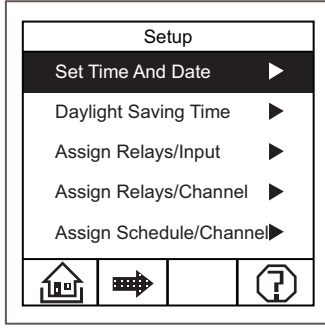 Setup
Set Time And Date
Daylight Saving Time
Assign Relays/Input
Assign Relays/Channel
Assign Schedule/Channel
?